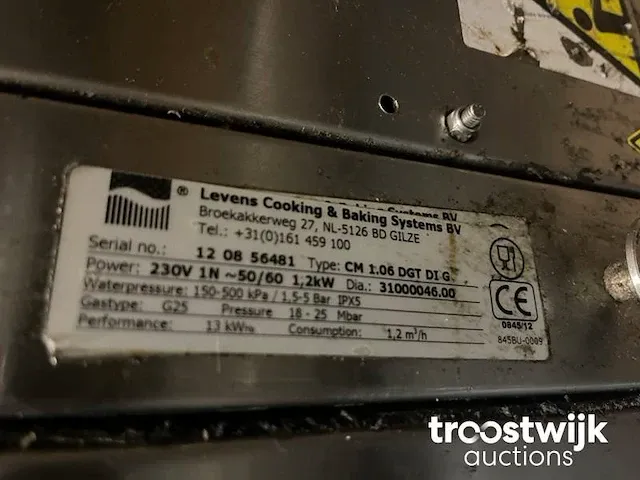 ®
Levens Cooking & Baking Systems BV
Broekakkerweg 27, NL-5126 BD GILZE
Tel.: +31(0)161 459 100
Serial no.: 12 08 56481 Type: CM 1.06 DGT DI G
Power: 230V 1N ~50/60 1,2kW Dia.: 31000046.00
Waterpressure: 150-500 kPa / 1.5-5 Bar IPX5
Gastype: G25 Pressure 18 - 25 Mbar
Performance: 13 kW Consumption: 1,2 m³/h
CE
0845/12
845BU-0009
troostwijk
auctions